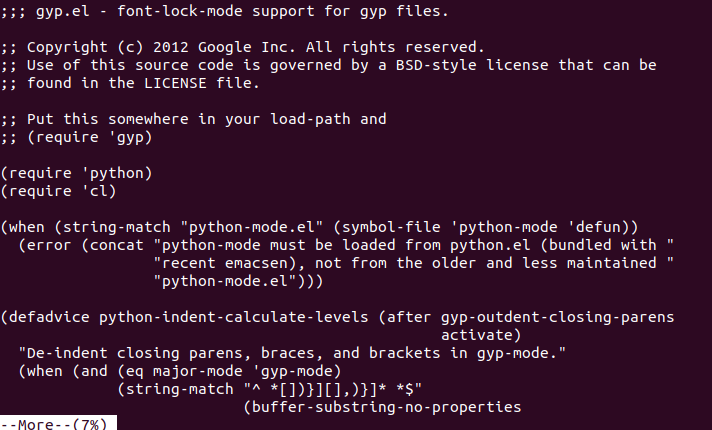 ;;; gyp.el - font-lock-mode support for gyp files.
;; Copyright (c) 2012 Google Inc. All rights reserved.
;; Use of this source code is governed by a BSD-style license that can be
;; found in the LICENSE file.
;; Put this somewhere in your load-path and
;; (require 'gyp)
(require 'python)
(require 'cl)
(when (string-match "python-mode.el" (symbol-file 'python-mode 'defun))
  (error (concat "python-mode must be loaded from python.el (bundled with "
                 "recent emacsen), not from the older and less maintained "
                 "python-mode.el")))
(defadvice python-indent-calculate-levels (after gyp-outdent-closing-parens
                                                 activate)
  "De-indent closing parens, braces, and brackets in gyp-mode."
  (when (and (eq major-mode 'gyp-mode)
             (string-match "^ *[])}][],)}]* *$"
                           (buffer-substring-no-properties
--More--(7%)